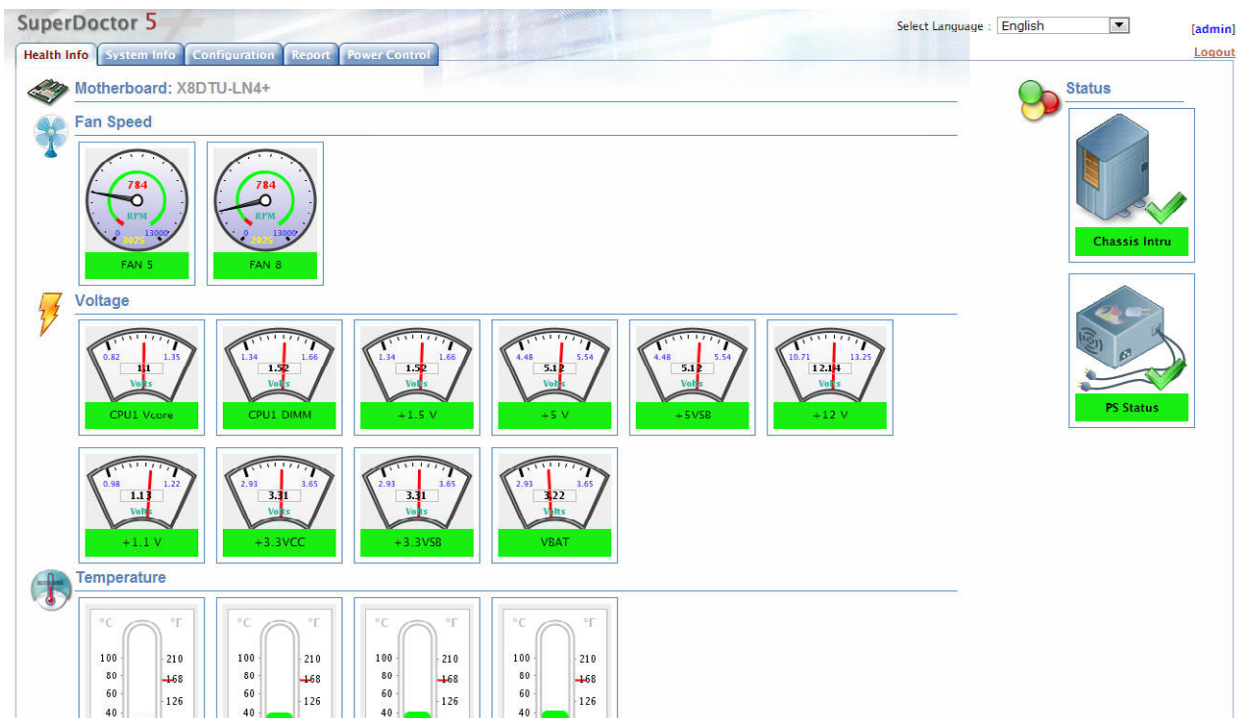 SuperDoctor 5
Select Language : English
[admin]
Health Info System Info Configuration Report Power Control
Logout
Motherboard: X8DTU-LN4+
Status
Fan Speed
784
RPM
0 13000
3025
FAN 5
784
RPM
0 13000
2025
FAN 8
Chassis Intru
PS Status
Voltage
0.82 1.35
1.1
Volts
CPU1 Vcore
1.34 1.66
1.52
Volts
CPU1 DIMM
1.34 1.66
1.52
Volts
+1.5 V
4.48 5.54
5.12
Volts
+5 V
4.48 5.54
5.12
Volts
+5VSB
10.71 13.25
12.14
Volts
+12 V
0.98 1.22
1.13
Volts
+1.1 V
2.93 3.65
3.31
Volts
+3.3VCC
2.93 3.65
3.31
Volts
+3.3VSB
2.93 3.65
3.22
Volts
VBAT
Temperature
°C °F
100 210
80 168
60 126
40
°C °F
100 210
80 168
60 126
40
°C °F
100 210
80 168
60 126
40
°C °F
100 210
80 168
60 126
40